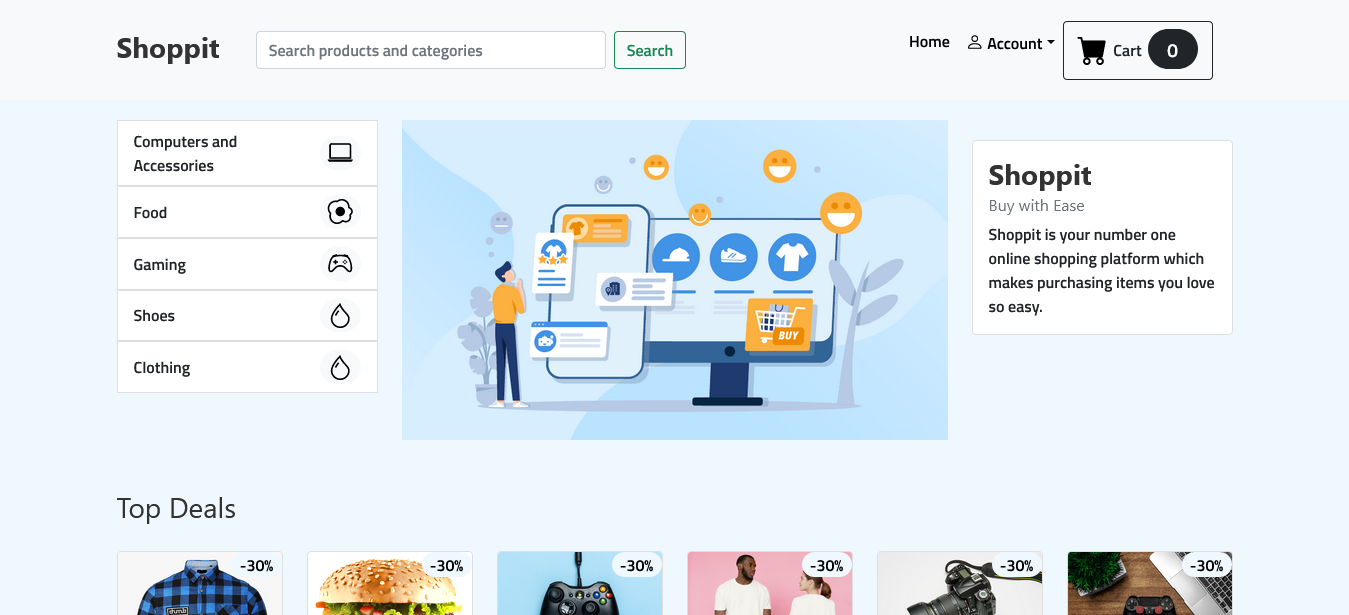 Shoppit
Search products and categories
Search
Home
Account
Cart
0
Computers and
Accessories
Food
Gaming
Shoes
Clothing
BUY
Shoppit
Buy with Ease
Shoppit is your number one
online shopping platform which
makes purchasing items you love
so easy.
Top Deals
-30%
-30%
-30%
-30%
-30%
-30%
dumb